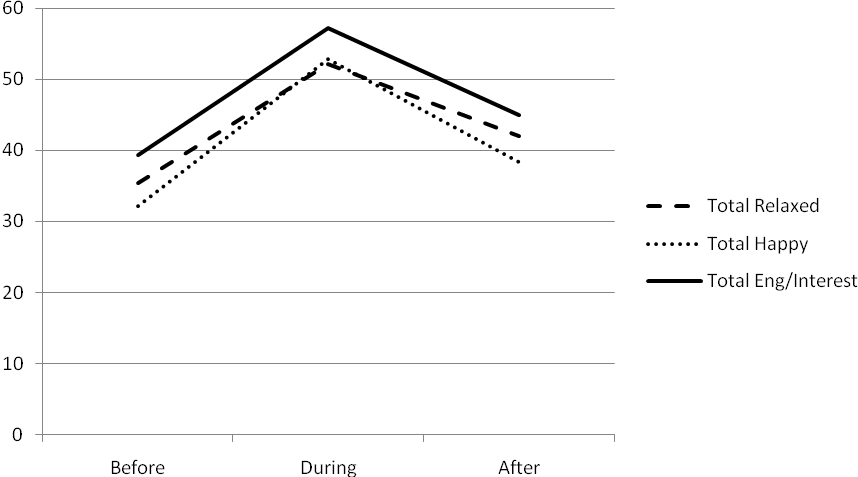 60
50
40
30
20
10
0
Before During After
Total Relaxed
Total Happy
Total Eng/Interest